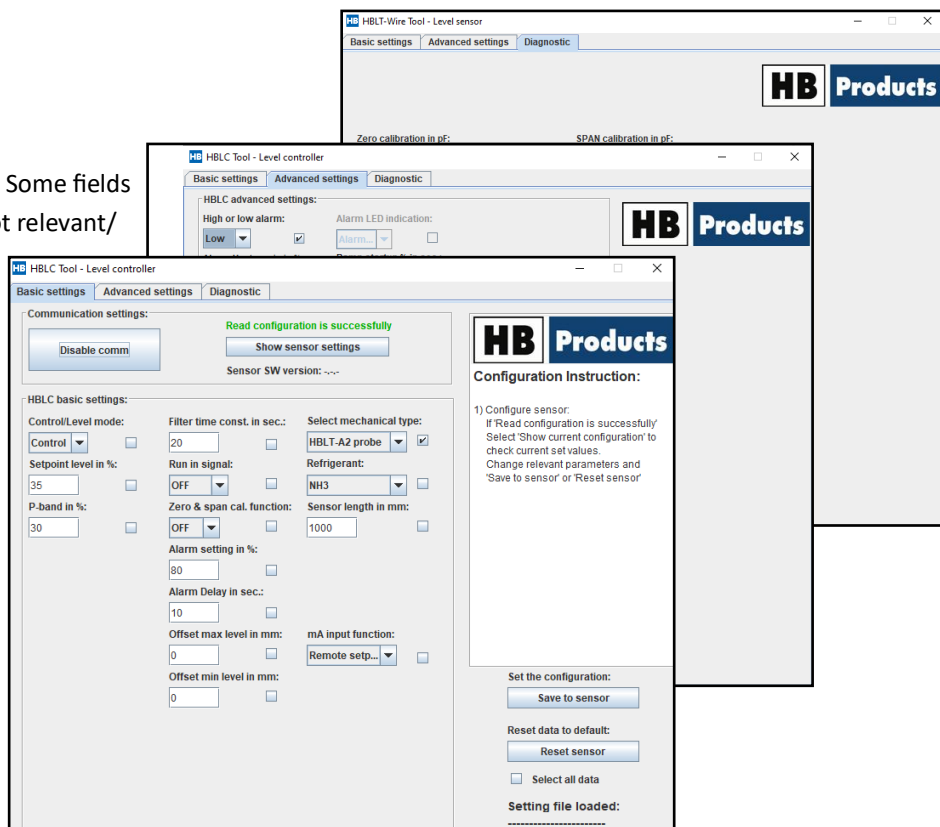 HB HBLT-Wire Tool - Level sensor
Basic settings Advanced settings Diagnostic
HB Products
Zero calibration in pF: SPAN calibration in pF:
Some fields
ot relevant/
HB HBLC Tool - Level controller
Basic settings Advanced settings Diagnostic
HBLC advanced settings:
High or low alarm: Alarm LED indication:
Low Alarm...
HB Products
HB HBLC Tool - Level controller
Basic settings Advanced settings Diagnostic
Communication settings:
Disable comm
Read configuration is successfully
Show sensor settings
Sensor SW version: -.-.-
HBLC basic settings:
Control/Level mode: Filter time const. in sec.: Select mechanical type:
Control 20 HBLT-A2 probe
Setpoint level in %: Run in signal: Refrigerant:
35 OFF NH3
P-band in %: Zero & span cal. function: Sensor length in mm:
30 OFF 1000
Alarm setting in %:
80
Alarm Delay in sec.:
10
Offset max level in mm: mA input function:
0 Remote setp...
Offset min level in mm:
0
HB Products
Configuration Instruction:
1) Configure sensor:
If 'Read configuration is successfully'
Select 'Show current configuration' to
check current set values.
Change relevant parameters and
'Save to sensor' or 'Reset sensor'
Set the configuration:
Save to sensor
Reset data to default:
Reset sensor
Select all data
Setting file loaded:
-----------------------